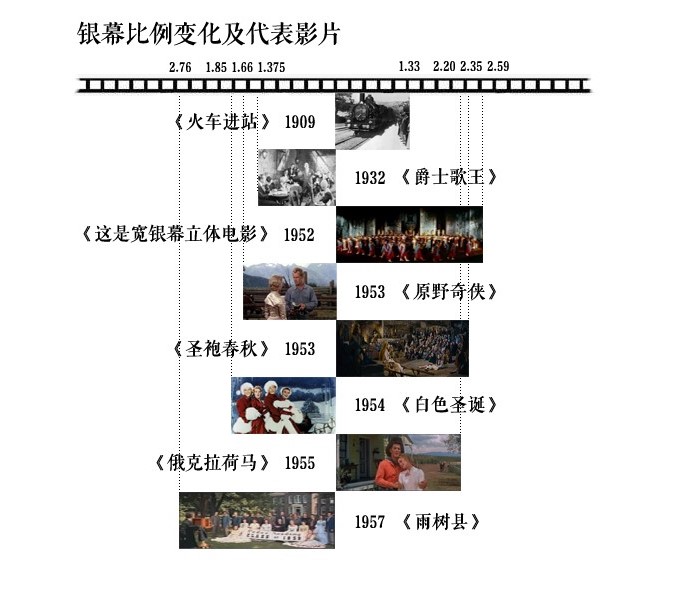 银幕比例变化及代表影片
2.76 1.85 1.66 1.375 1.33 2.20 2.35 2.59
《火车进站》 1909
1932 《爵士歌王》
《这是宽银幕立体电影》 1952
1953 《原野奇侠》
《圣袍春秋》 1953
1954 《白色圣诞》
《俄克拉荷马》 1955
1957 《雨树县》